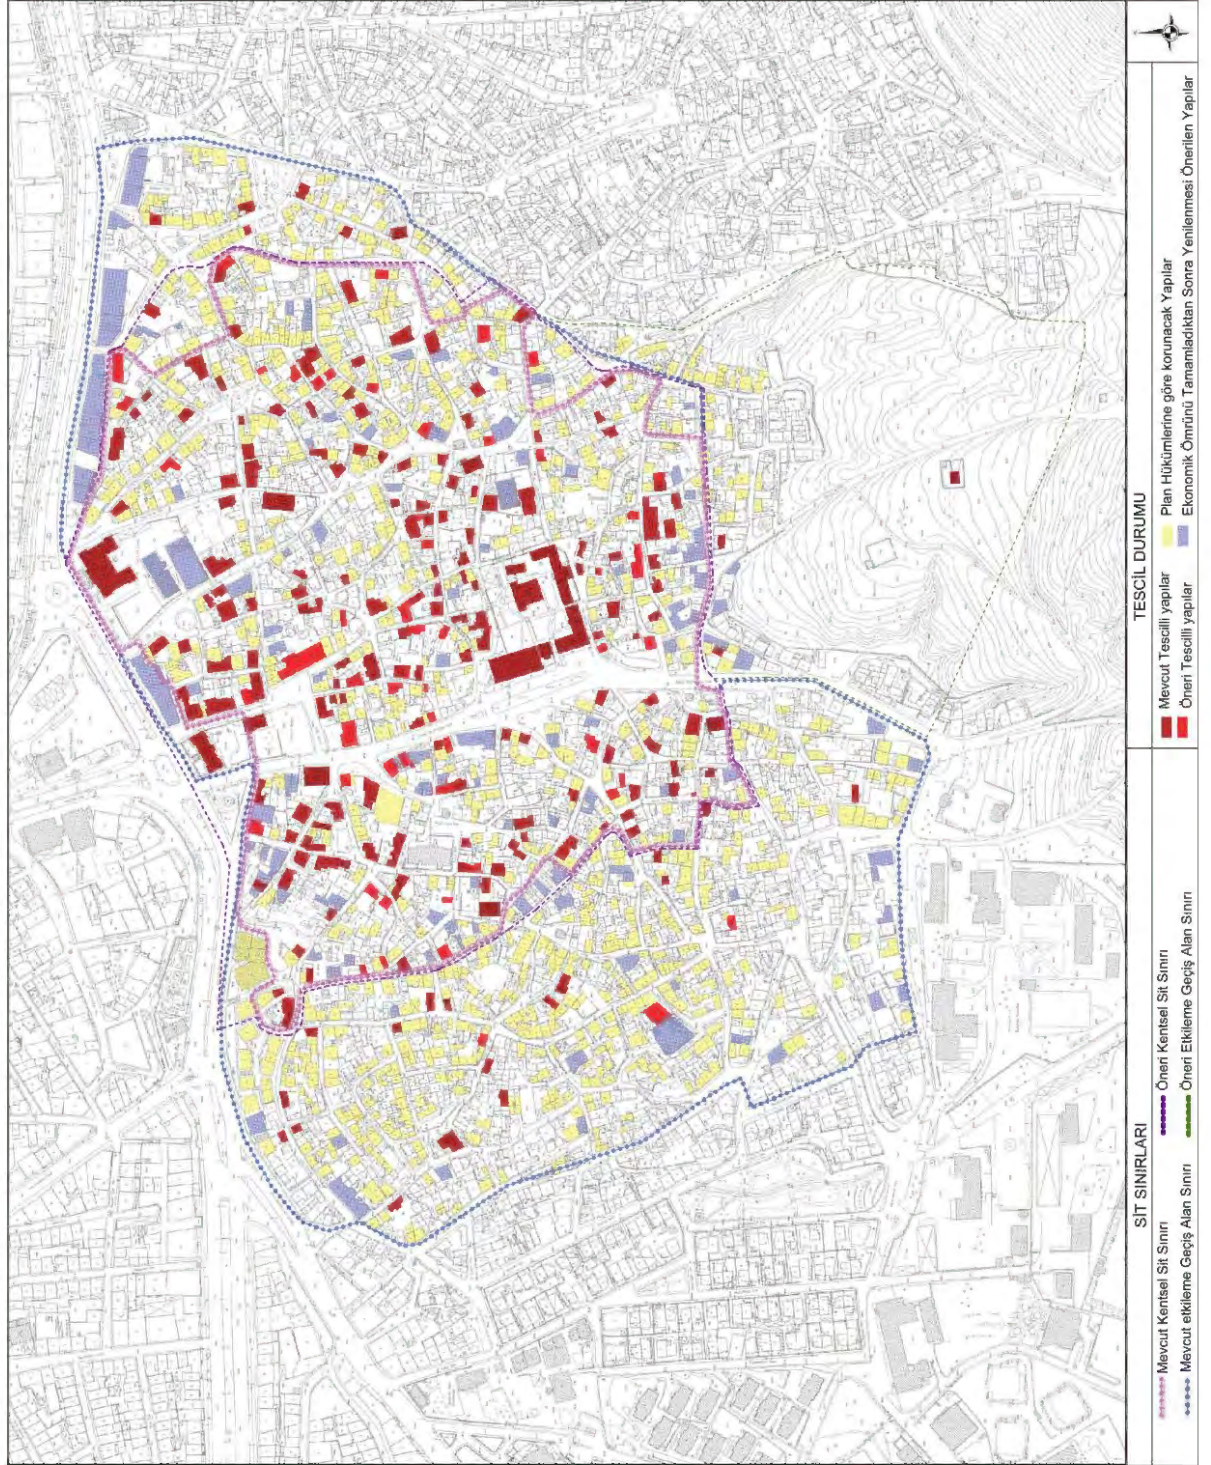 SİT SINIRLARI
Mevcut Kentsel Sit Sınırı
Öneri Kentsel Sit Sınırı
Mevcut etkileme Geçiş Alan Sınırı
Öneri Etkileme Geçiş Alan Sınırı
TESCİL DURUMU
Mevcut Tescilli yapılar
Plan Hükümlerine göre korunacak Yapılar
Öneri Tescilli yapılar
Ekonomik Ömrünü Tamamladıktan Sonra Yenilenmesi Önerilen Yapılar